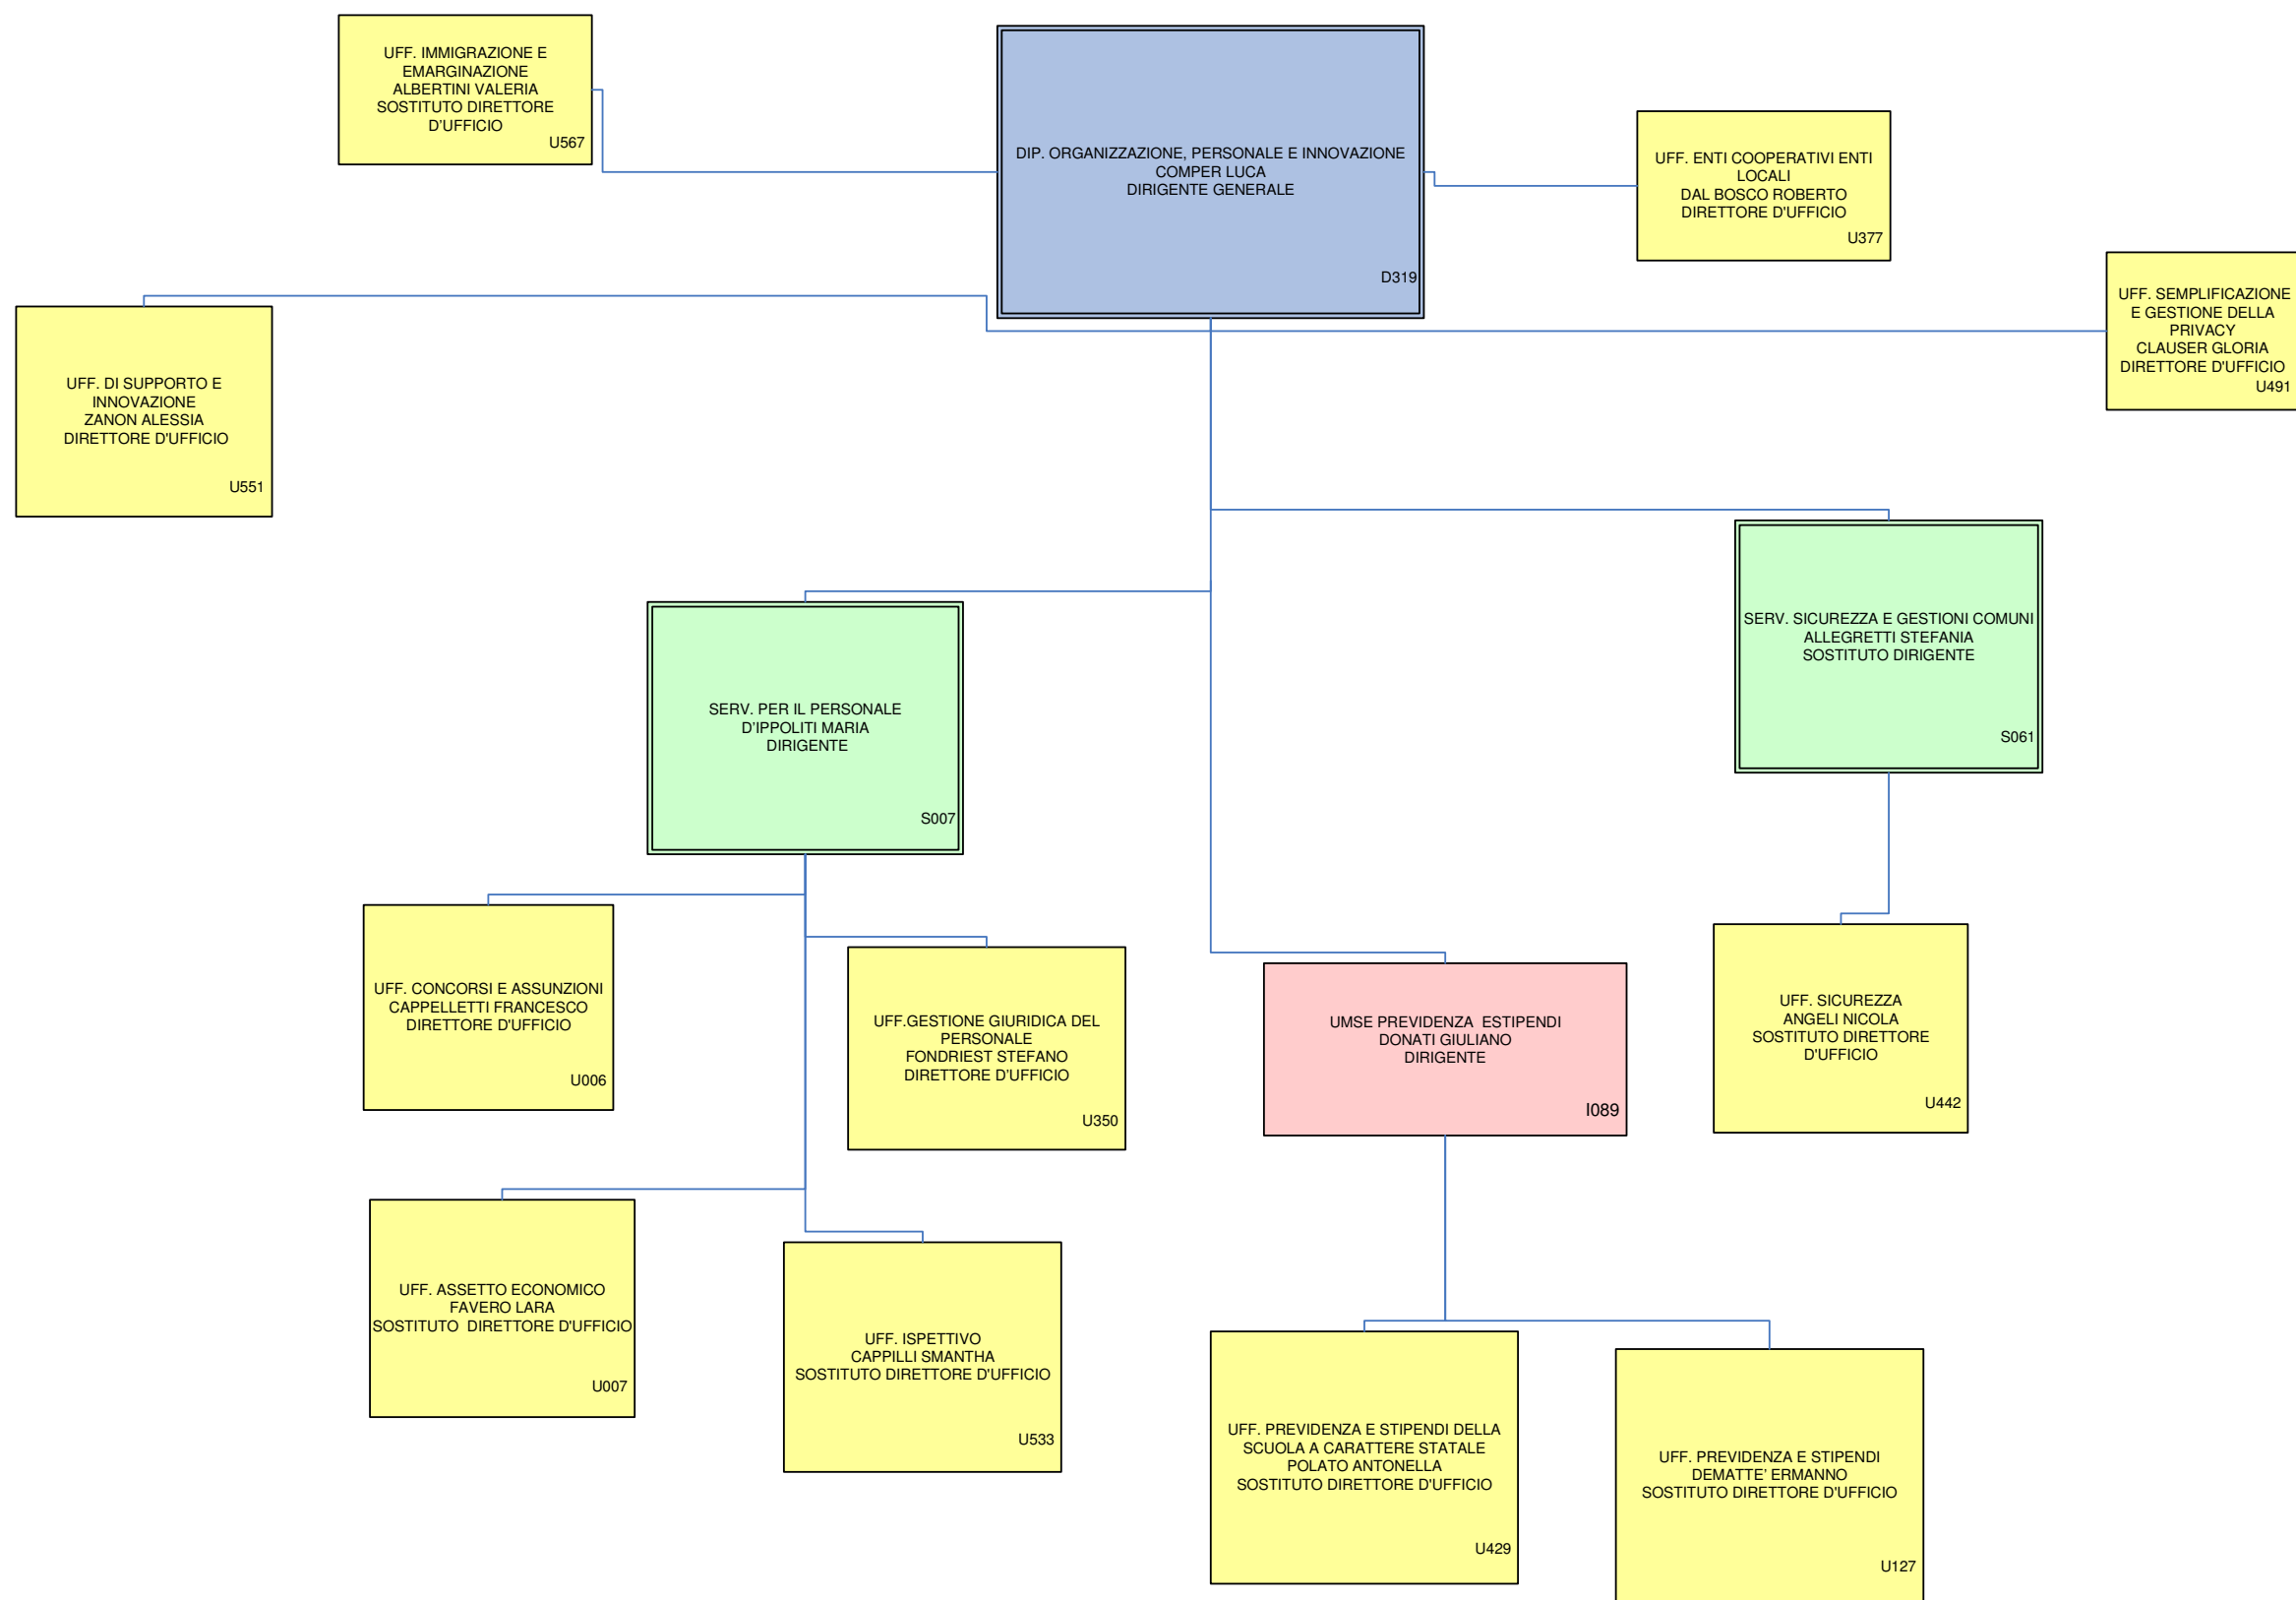 UFF. IMMIGRAZIONE E
EMARGINAZIONE
ALBERTINI VALERIA
SOSTITUTO DIRETTORE
D'UFFICIO
U567
DIP. ORGANIZZAZIONE, PERSONALE E INNOVAZIONE
COMPER LUCA
DIRIGENTE GENERALE
D319
UFF. ENTI COOPERATIVI ENTI
LOCALI
DAL BOSCO ROBERTO
DIRETTORE D'UFFICIO
U377
UFF. SEMPLIFICAZIONE
E GESTIONE DELLA
PRIVACY
CLAUSER GLORIA
DIRETTORE D'UFFICIO
U491
UFF. DI SUPPORTO E
INNOVAZIONE
ZANON ALESSIA
DIRETTORE D'UFFICIO
U551
SERV. SICUREZZA E GESTIONI COMUNI
ALLEGRETTI STEFANIA
SOSTITUTO DIRIGENTE
S061
SERV. PER IL PERSONALE
D'IPPOLITI MARIA
DIRIGENTE
S007
UFF. CONCORSI E ASSUNZIONI
CAPPELLETTI FRANCESCO
DIRETTORE D'UFFICIO
U006
UFF.GESTIONE GIURIDICA DEL
PERSONALE
FONDRIEST STEFANO
DIRETTORE D'UFFICIO
U350
UMSE PREVIDENZA  ESTIPENDI
DONATI GIULIANO
DIRIGENTE
I089
UFF. SICUREZZA
ANGELI NICOLA
SOSTITUTO DIRETTORE
D'UFFICIO
U442
UFF. ASSETTO ECONOMICO
FAVERO LARA
SOSTITUTO  DIRETTORE D'UFFICIO
U007
UFF. ISPETTIVO
CAPPILLI SMANTHA
SOSTITUTO DIRETTORE D'UFFICIO
U533
UFF. PREVIDENZA E STIPENDI DELLA
SCUOLA A CARATTERE STATALE
POLATO ANTONELLA
SOSTITUTO DIRETTORE D'UFFICIO
U429
UFF. PREVIDENZA E STIPENDI
DEMATTE' ERMANNO
SOSTITUTO DIRETTORE D'UFFICIO
U127